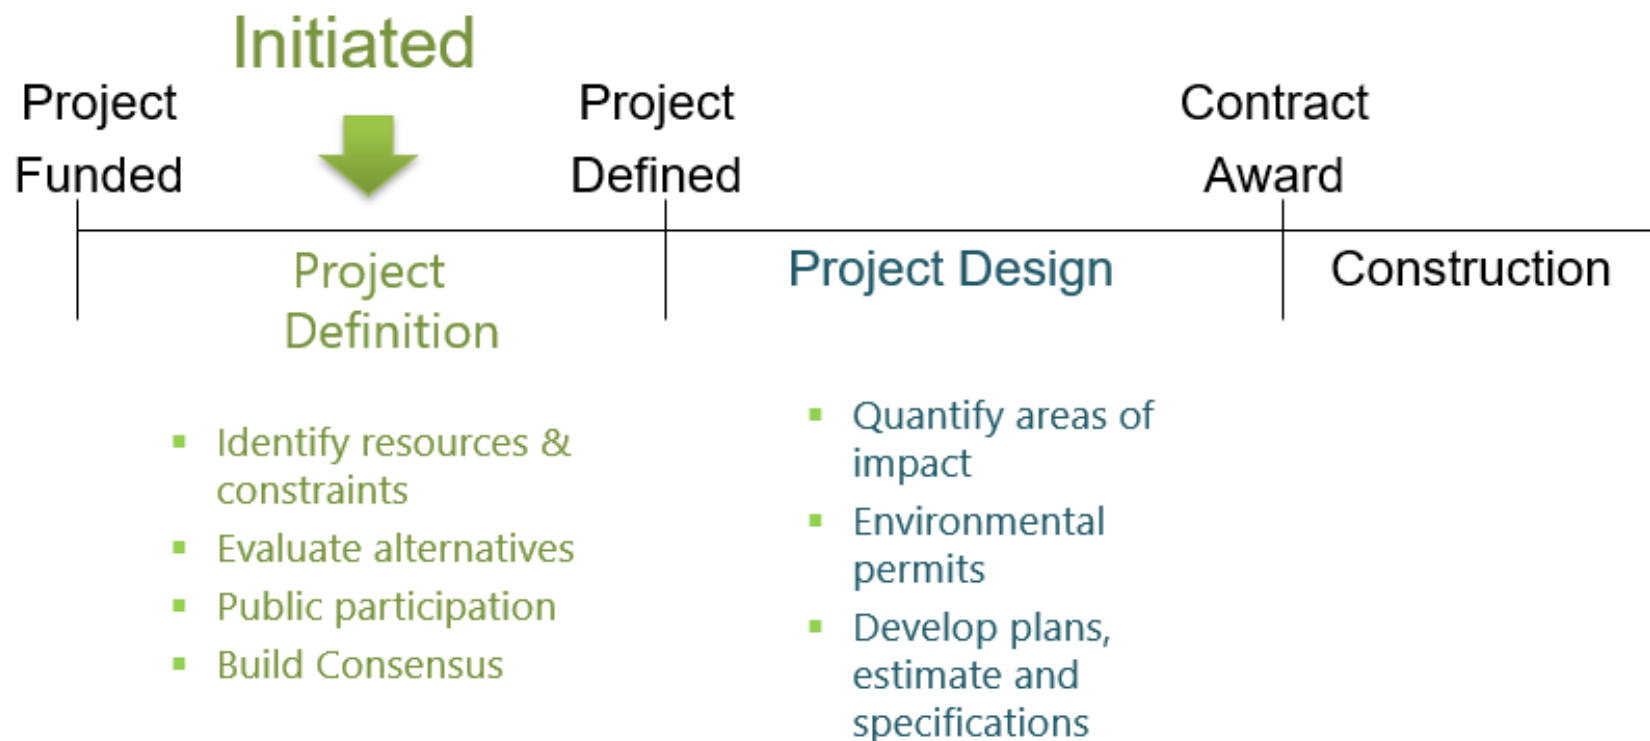 Initiated
Project
Funded
Project
Defined
Contract
Award
Project
Definition
Project Design
Construction
Identify resources &
constraints
Evaluate alternatives
Public participation
Build Consensus
Quantify areas of
impact
Environmental
permits
Develop plans,
estimate and
specifications